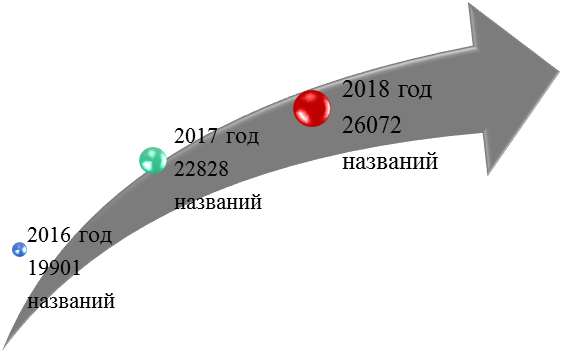 2016 год
19901
названий
2017 год
22828
названий
2018 год
26072
названий